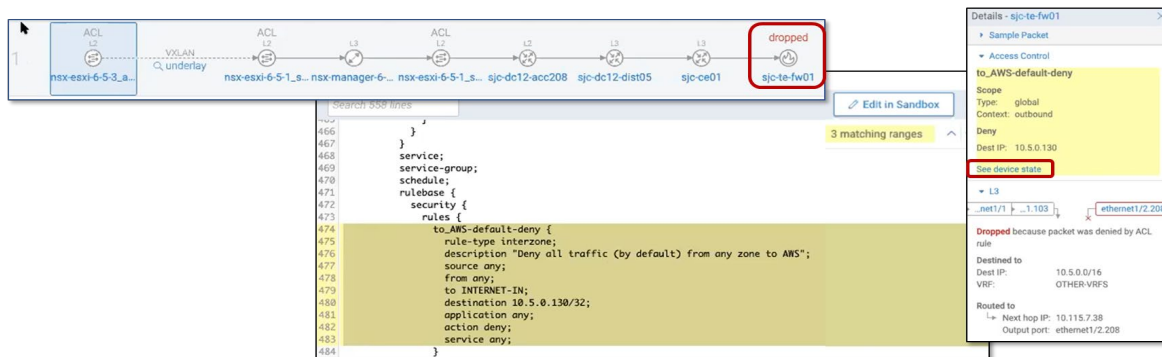 ACL
L2
nsx-esxi-6-5-3_a...
1
VXLAN
underlay
ACL
L2
nsx-esxi-6-5-1_s...
L3
nsx-manager-6-...
ACL
L2
nsx-esxi-6-5-1_s...
L2
sjc-dc12-acc208
L3
sjc-dc12-dist05
L3
sjc-ce01
dropped
sjc-te-fw01
Search 558 lines
Edit in Sandbox
3 matching ranges
465 }
466 }
467 }
468 service;
469 service-group;
470 schedule;
471 rulebase {
472 security {
473 rules {
474 to_AWS-default-deny {
475 rule-type interzone;
476 description "Deny all traffic (by default) from any zone to AWS";
477 source any;
478 from any;
479 to INTERNET-IN;
480 destination 10.5.0.130/32;
481 application any;
482 action deny;
483 service any;
484 }
Details - sjc-te-fw01
Sample Packet
Access Control
to_AWS-default-deny
Scope
Type: global
Context: outbound
Deny
Dest IP: 10.5.0.130
See device state
L3
...net1/1 ...1.103 ethernet1/2.208
Dropped because packet was denied by ACL
rule
Destined to
Dest IP: 10.5.0.0/16
VRF: OTHER-VRFS
Routed to
Next hop IP: 10.115.7.38
Output port: ethernet1/2.208